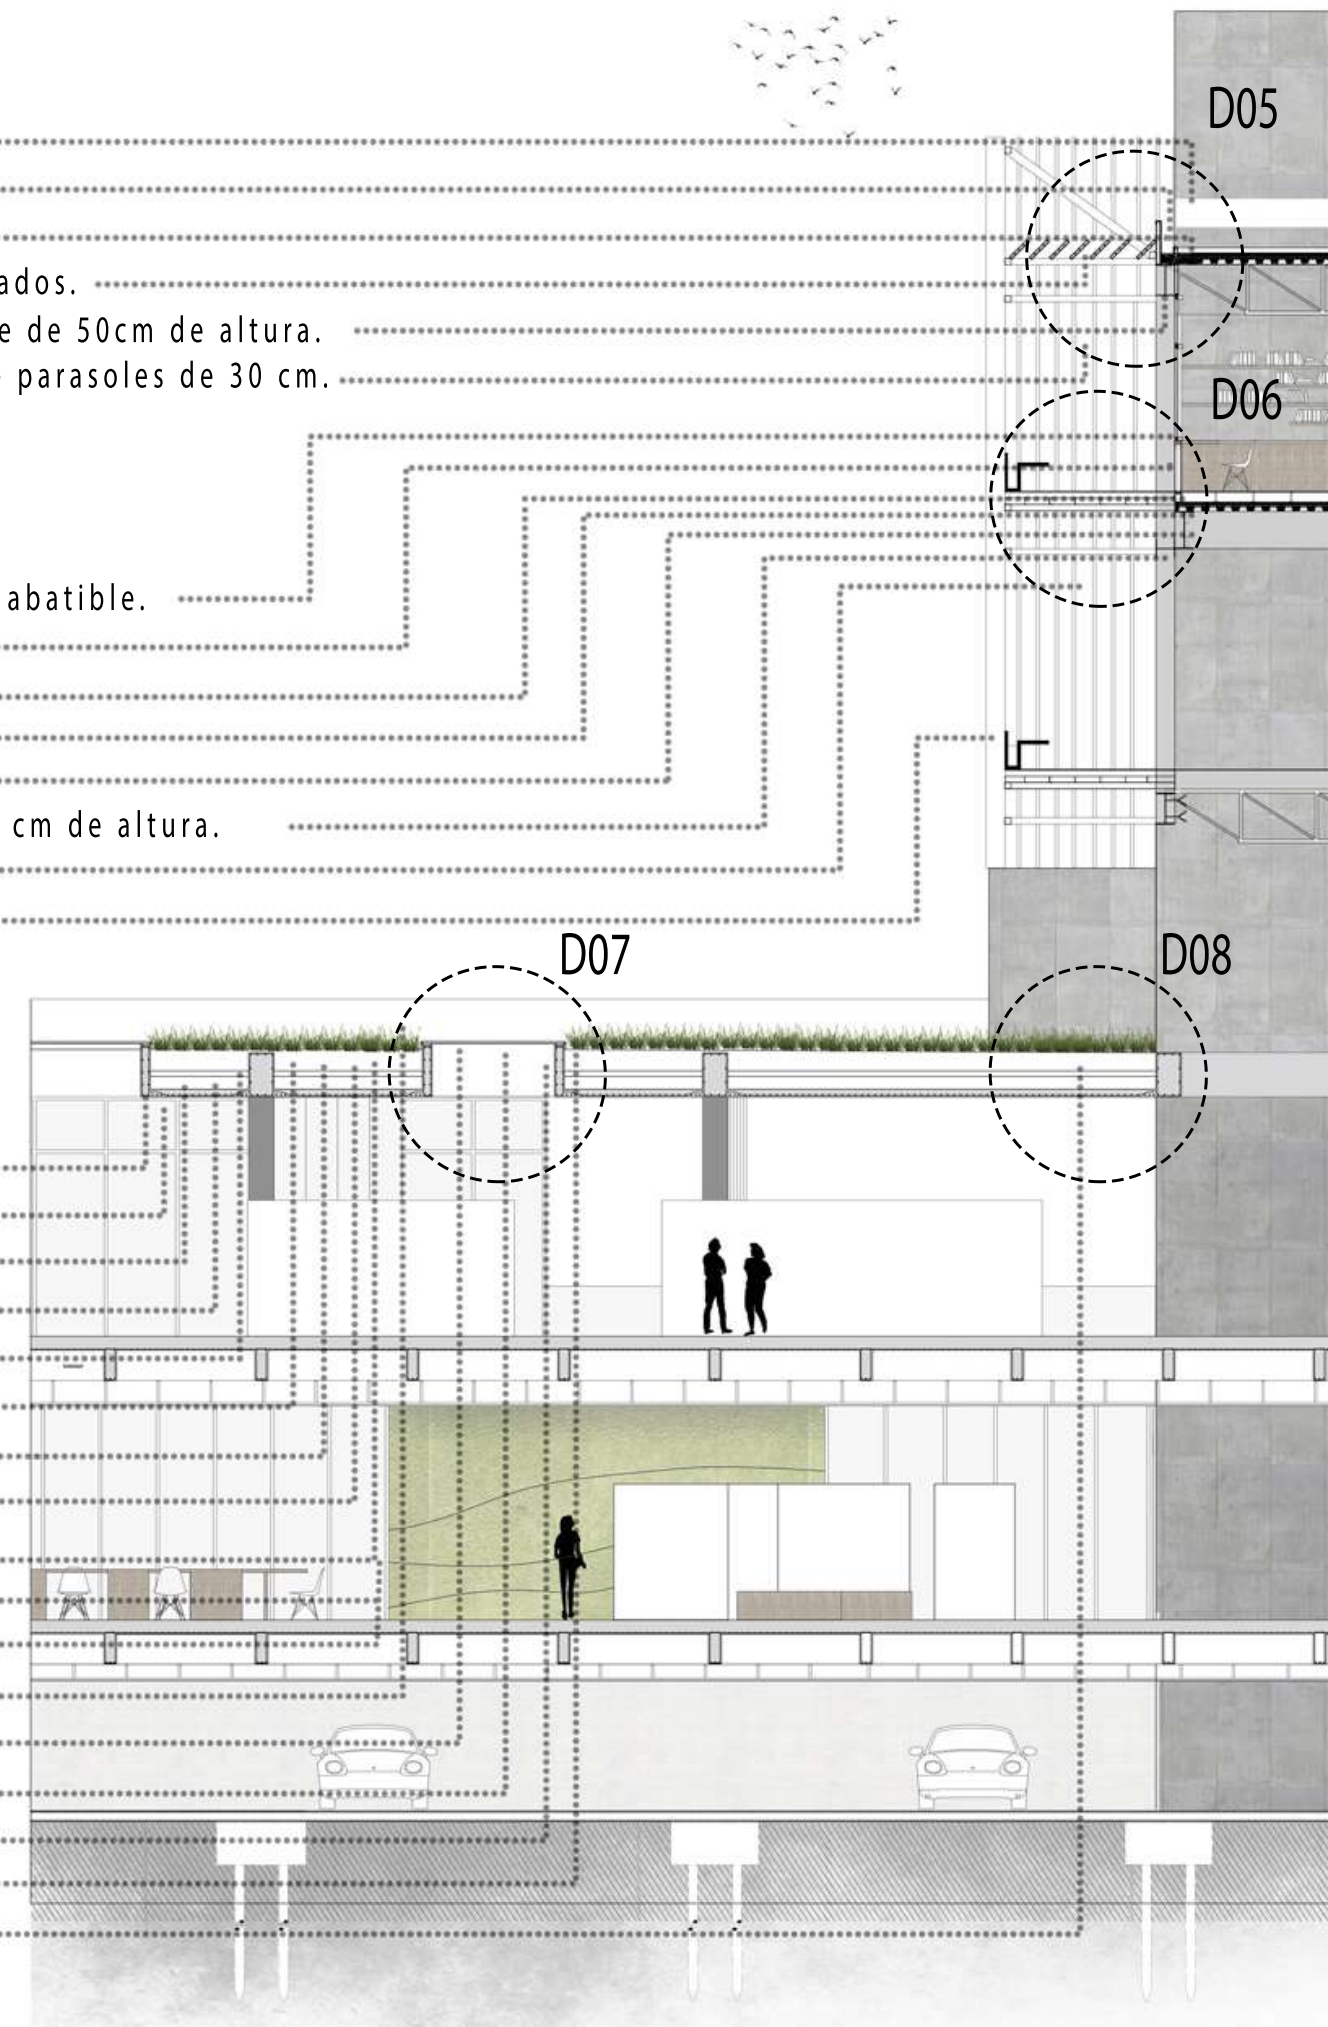 D05
ados.
e de 50cm de altura.
parasoles de 30 cm.
D06
abatible.
cm de altura.
D07
D08